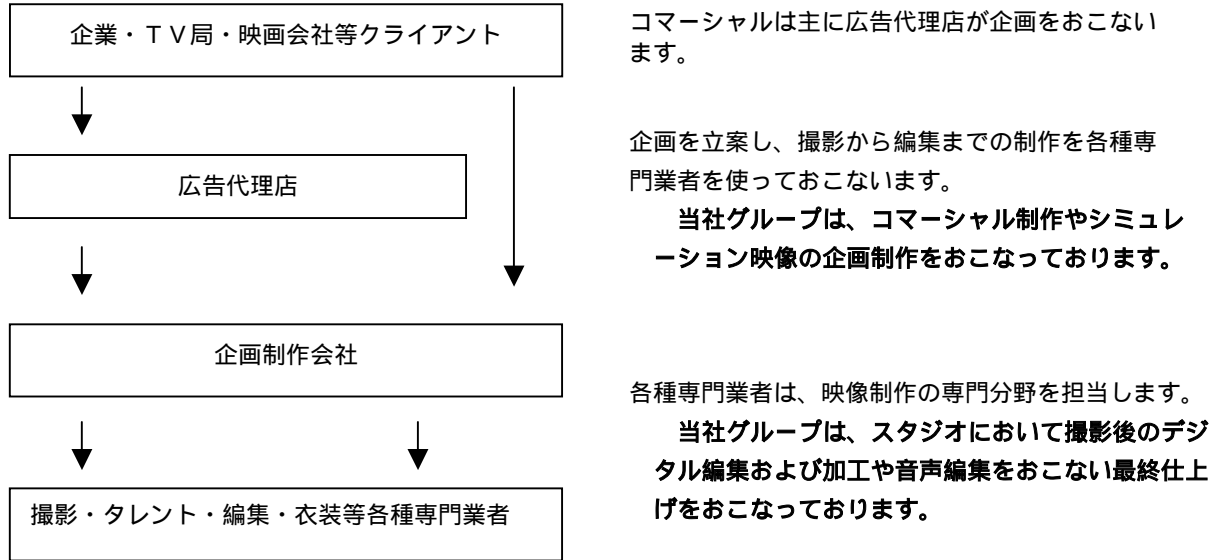 企業・ＴＶ局・映画会社等クライアント
コマーシャルは主に広告代理店が企画をおこない
ます。
広告代理店
企画を立案し、撮影から編集までの制作を各種専
門業者を使っておこないます。
当社グループは、コマーシャル制作やシミュレ
ーション映像の企画制作をおこなっております。
企画制作会社
各種専門業者は、映像制作の専門分野を担当します。
当社グループは、スタジオにおいて撮影後のデジ
タル編集および加工や音声編集をおこない最終仕上
げをおこなっております。
撮影・タレント・編集・衣装等各種専門業者